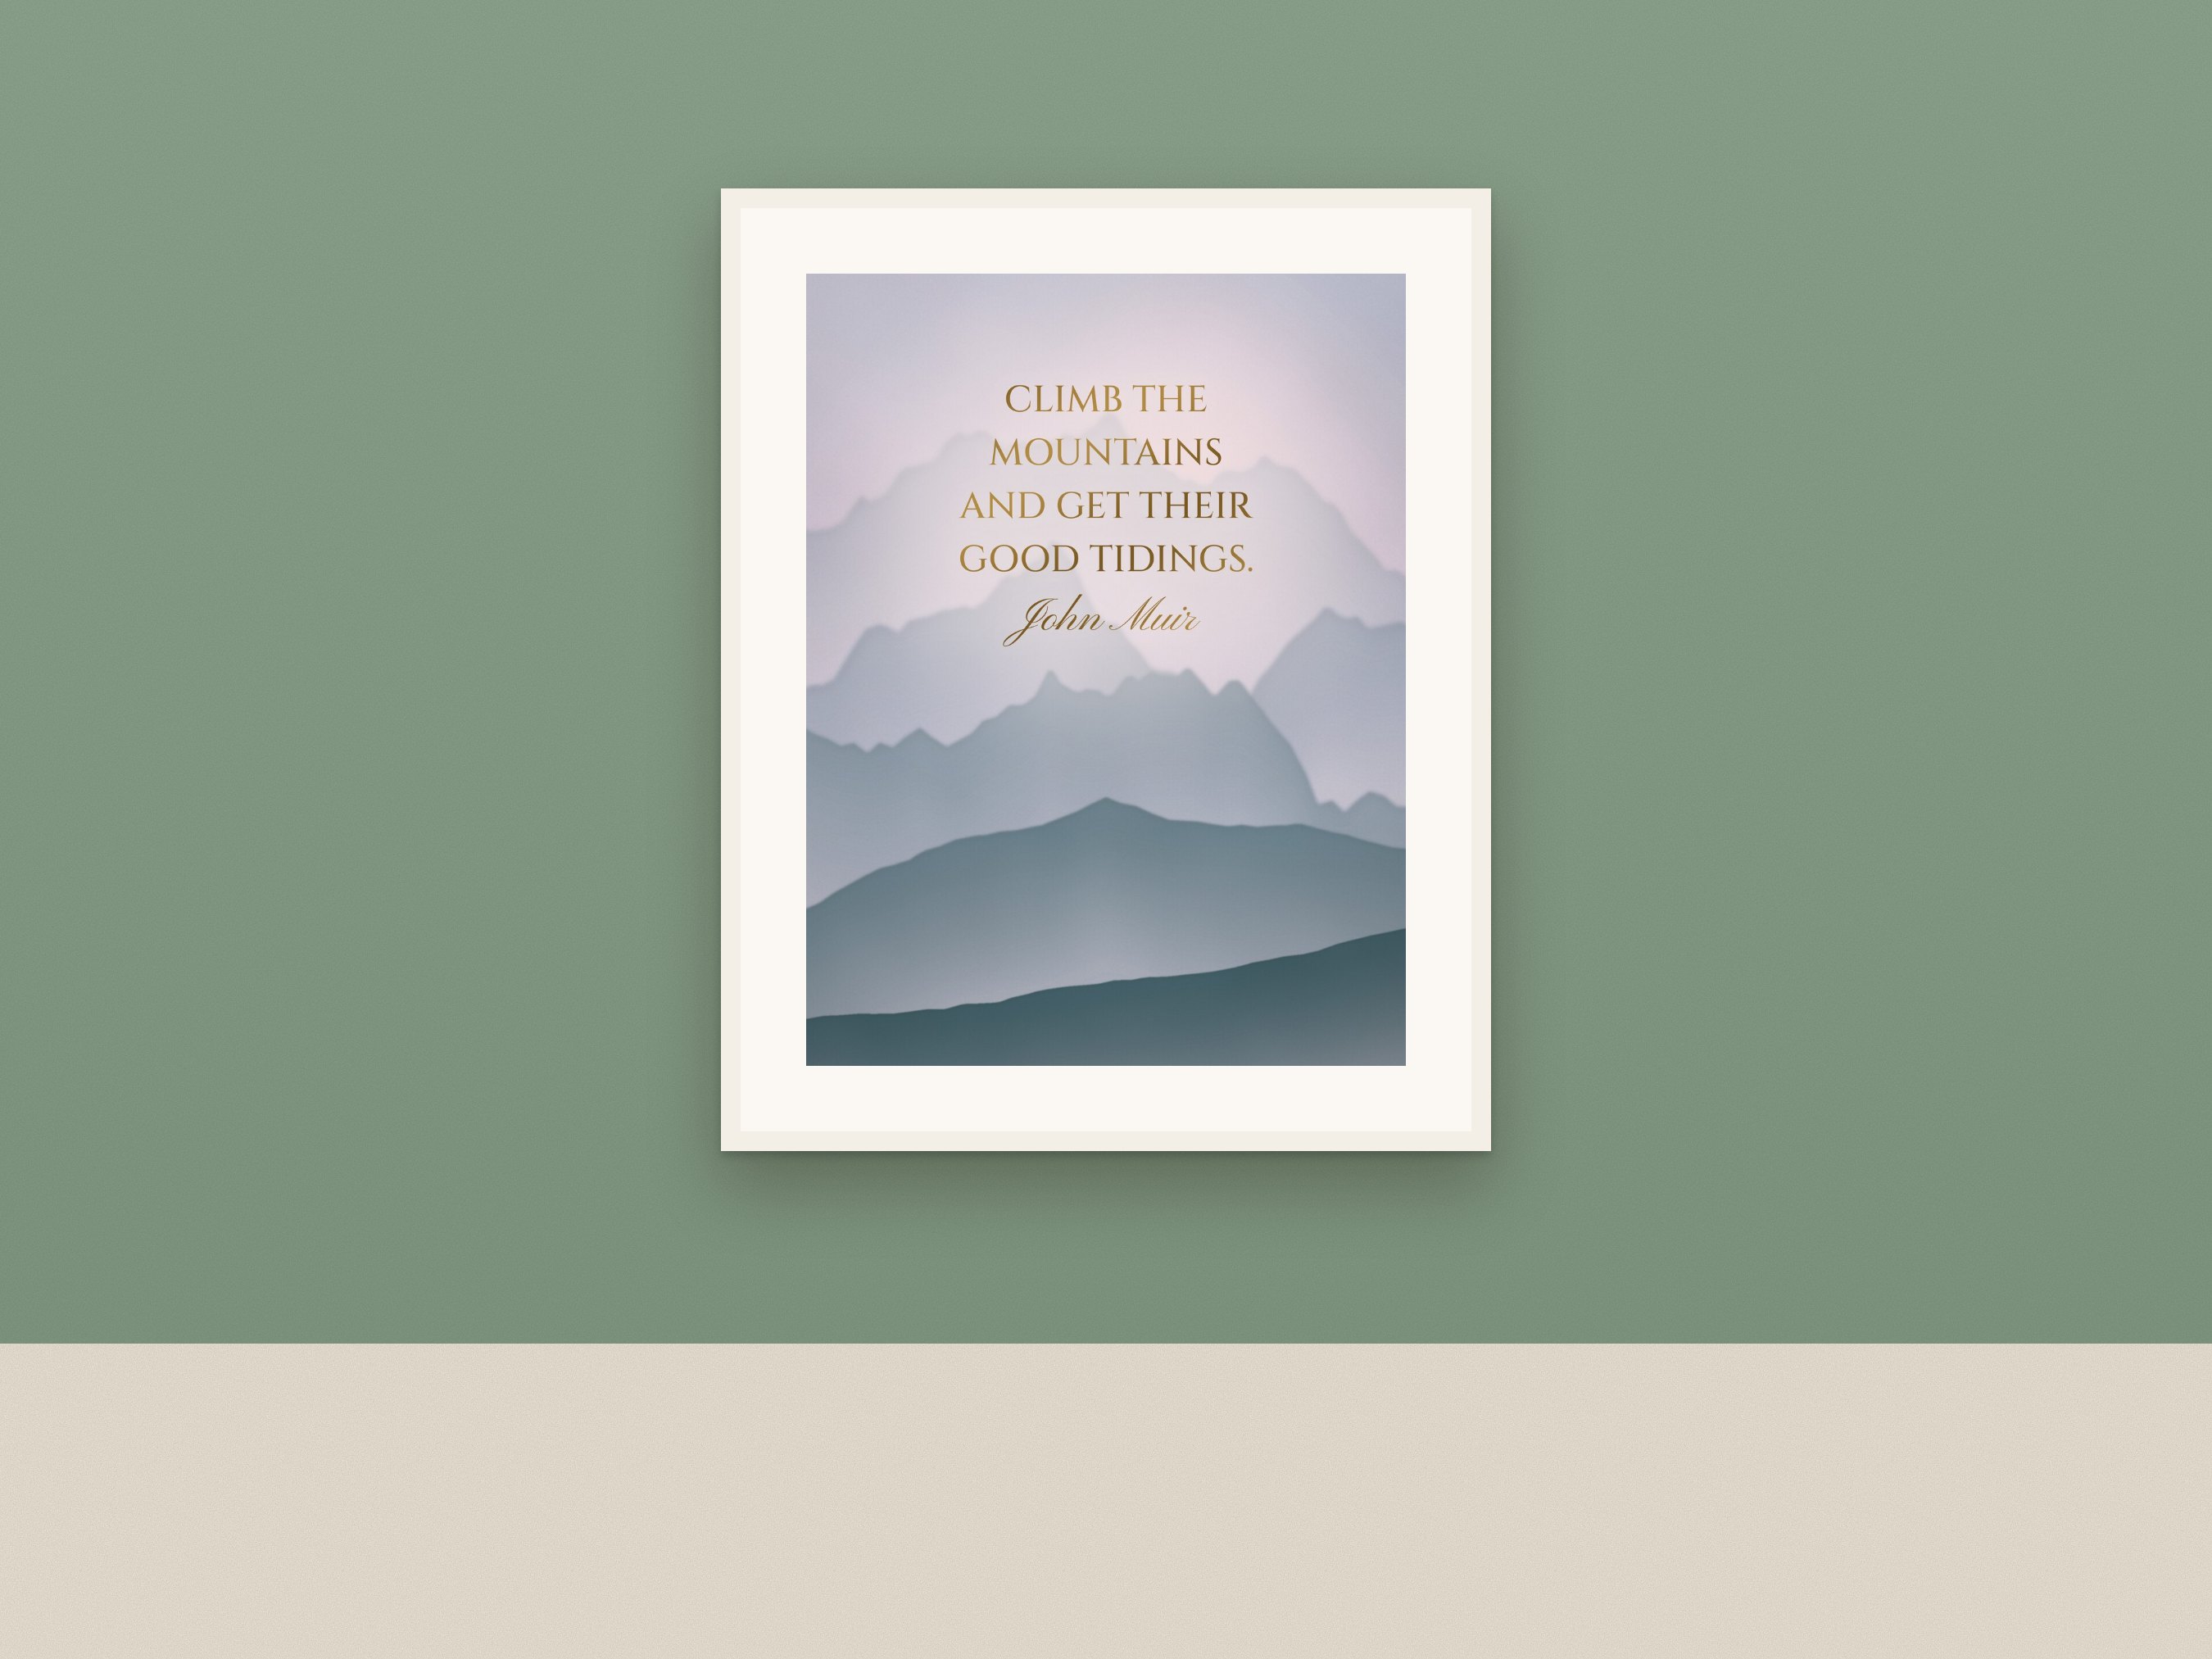 CLIMB THE
MOUNTAINS
AND GET THEIR
GOOD TIDINGS.
John Muir